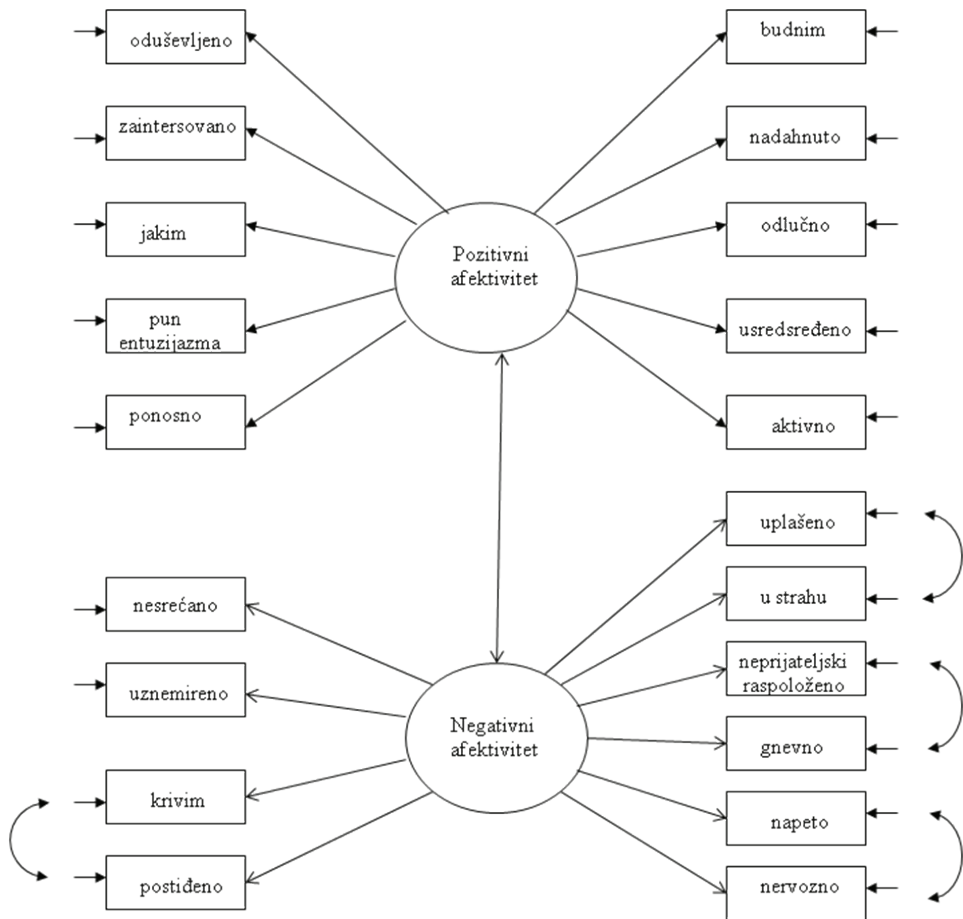 oduševljeno
budnim
zaintersovano
nadahnuto
jakim
odlučno
Pozitivni
afektivitet
pun
entuzijazma
usredsređeno
ponosno
aktivno
uplašeno
nesrećano
u strahu
uznemireno
neprijateljski
raspoloženo
Negativni
afektivitet
gnevno
krivim
napeto
postiđeno
nervozno